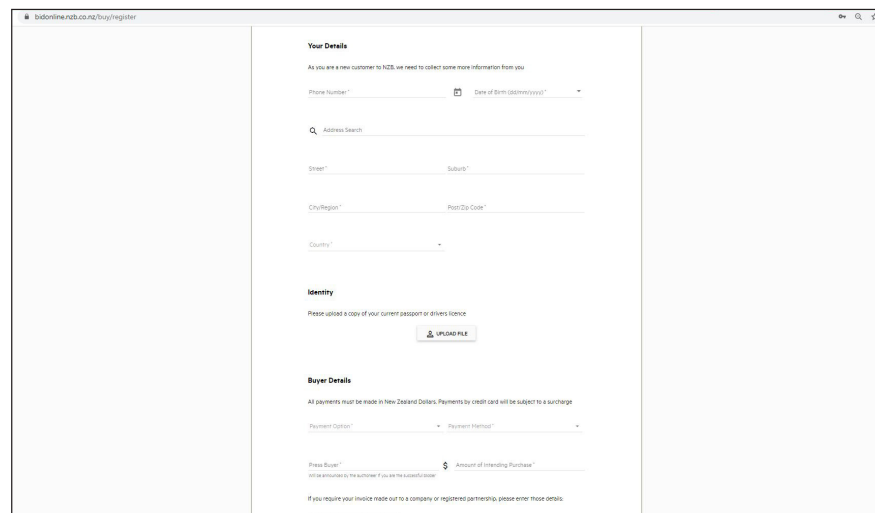 bidonline.nzb.co.nz/buy/register
Your Details
As you are a new customer to NZB, we need to collect some more information from you
Phone Number *
Date of Birth (dd/mm/yyyy) *
Address Search
Street *
Suburb *
City/Region *
Post/Zip Code *
Country *
Identity
Please upload a copy of your current passport or drivers licence
UPLOAD FILE
Buyer Details
All payments must be made in New Zealand Dollars. Payments by credit card will be subject to a surcharge
Payment Option *
Payment Method *
Press Buyer *
$ Amount of Intending Purchase *
Will be announced by the auctioneer if you are the successful bidder
If you require your invoice made out to a company or registered partnership, please enter those details.